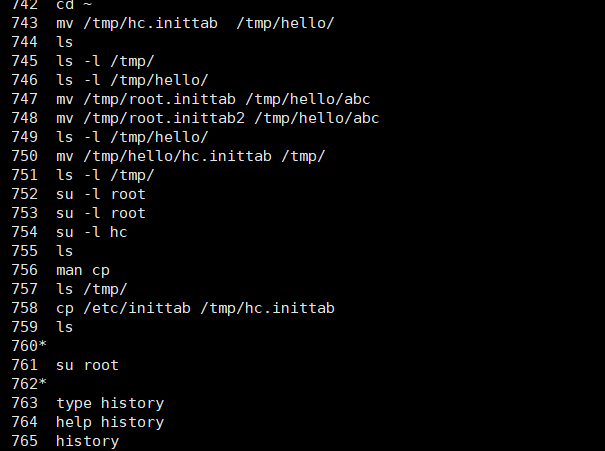 742  cd ~
743  mv /tmp/hc.inittab  /tmp/hello/
744  ls
745  ls -l /tmp/
746  ls -l /tmp/hello/
747  mv /tmp/root.inittab /tmp/hello/abc
748  mv /tmp/root.inittab2 /tmp/hello/abc
749  ls -l /tmp/hello/
750  mv /tmp/hello/hc.inittab /tmp/
751  ls -l /tmp/
752  su -l root
753  su -l root
754  su -l hc
755  ls
756  man cp
757  ls /tmp/
758  cp /etc/inittab /tmp/hc.inittab
759  ls
760*
761  su root
762*
763  type history
764  help history
765  history